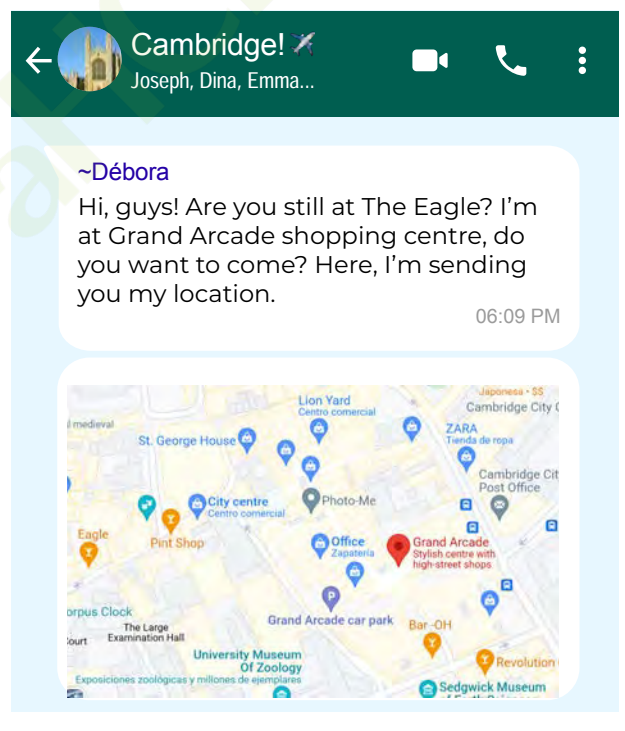 Cambridge!
Joseph, Dina, Emma...
~Débora
Hi, guys! Are you still at The Eagle? I'm
at Grand Arcade shopping centre, do
you want to come? Here, I'm sending
you my location.
06:09 PM
Lion Yard
Centro comercial
Japonesa • $$
Cambridge City
medieval
St. George House
ZARA
Tienda de ropa
Cambridge Cit
Post Office
City centre
Centro comercial
Photo-Me
Eagle
Pint Shop
Office
Zapatería
Grand Arcade
Stylish centre with
high-street shops
P
orpus Clock
The Large
Examination Hall
ourt
Grand Arcade car park
Bar-OH
University Museum
Of Zoology
Exposiciones zoológicas y millones de ejemplares
Revolution
Sedgwick Museum